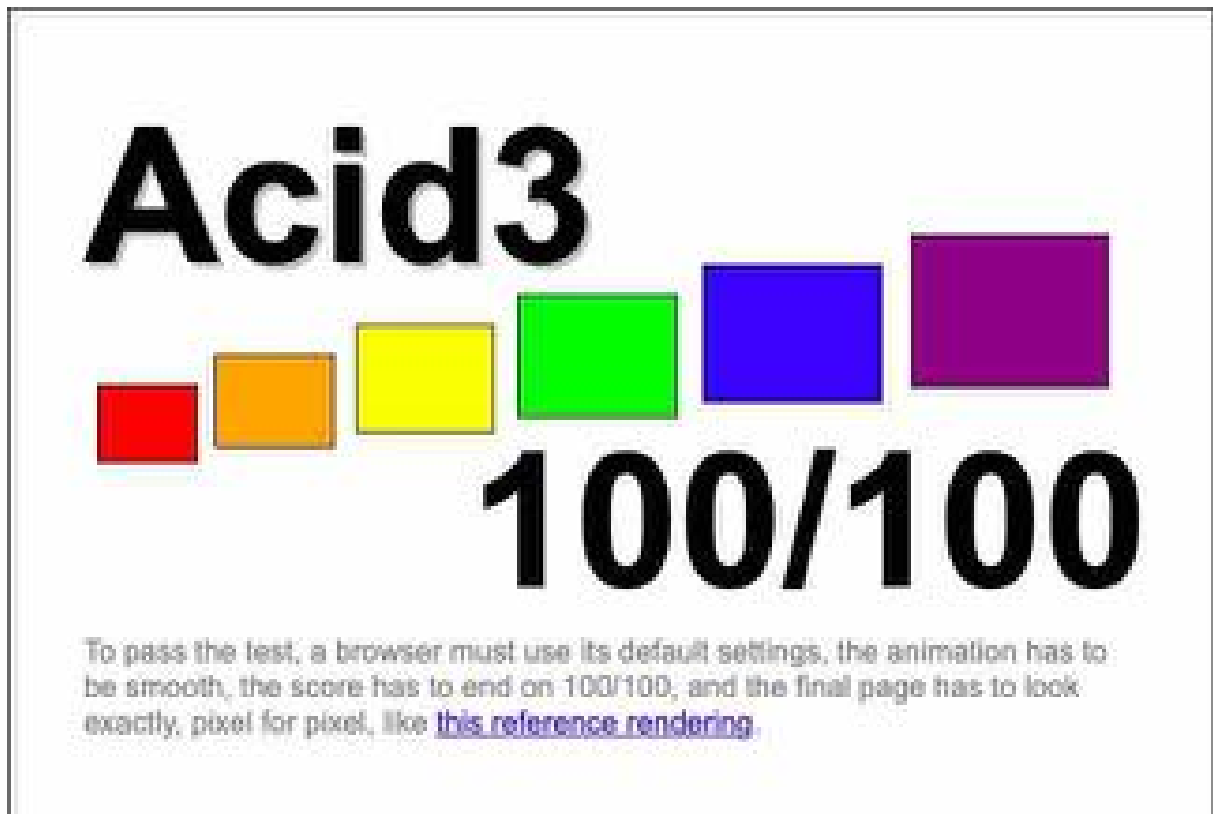 Acid3
100/100
To pass the test, a browser must use its default settings, the animation has to
be smooth, the score has to end on 100/100, and the final page has to look
exactly, pixel for pixel, like this reference rendering.